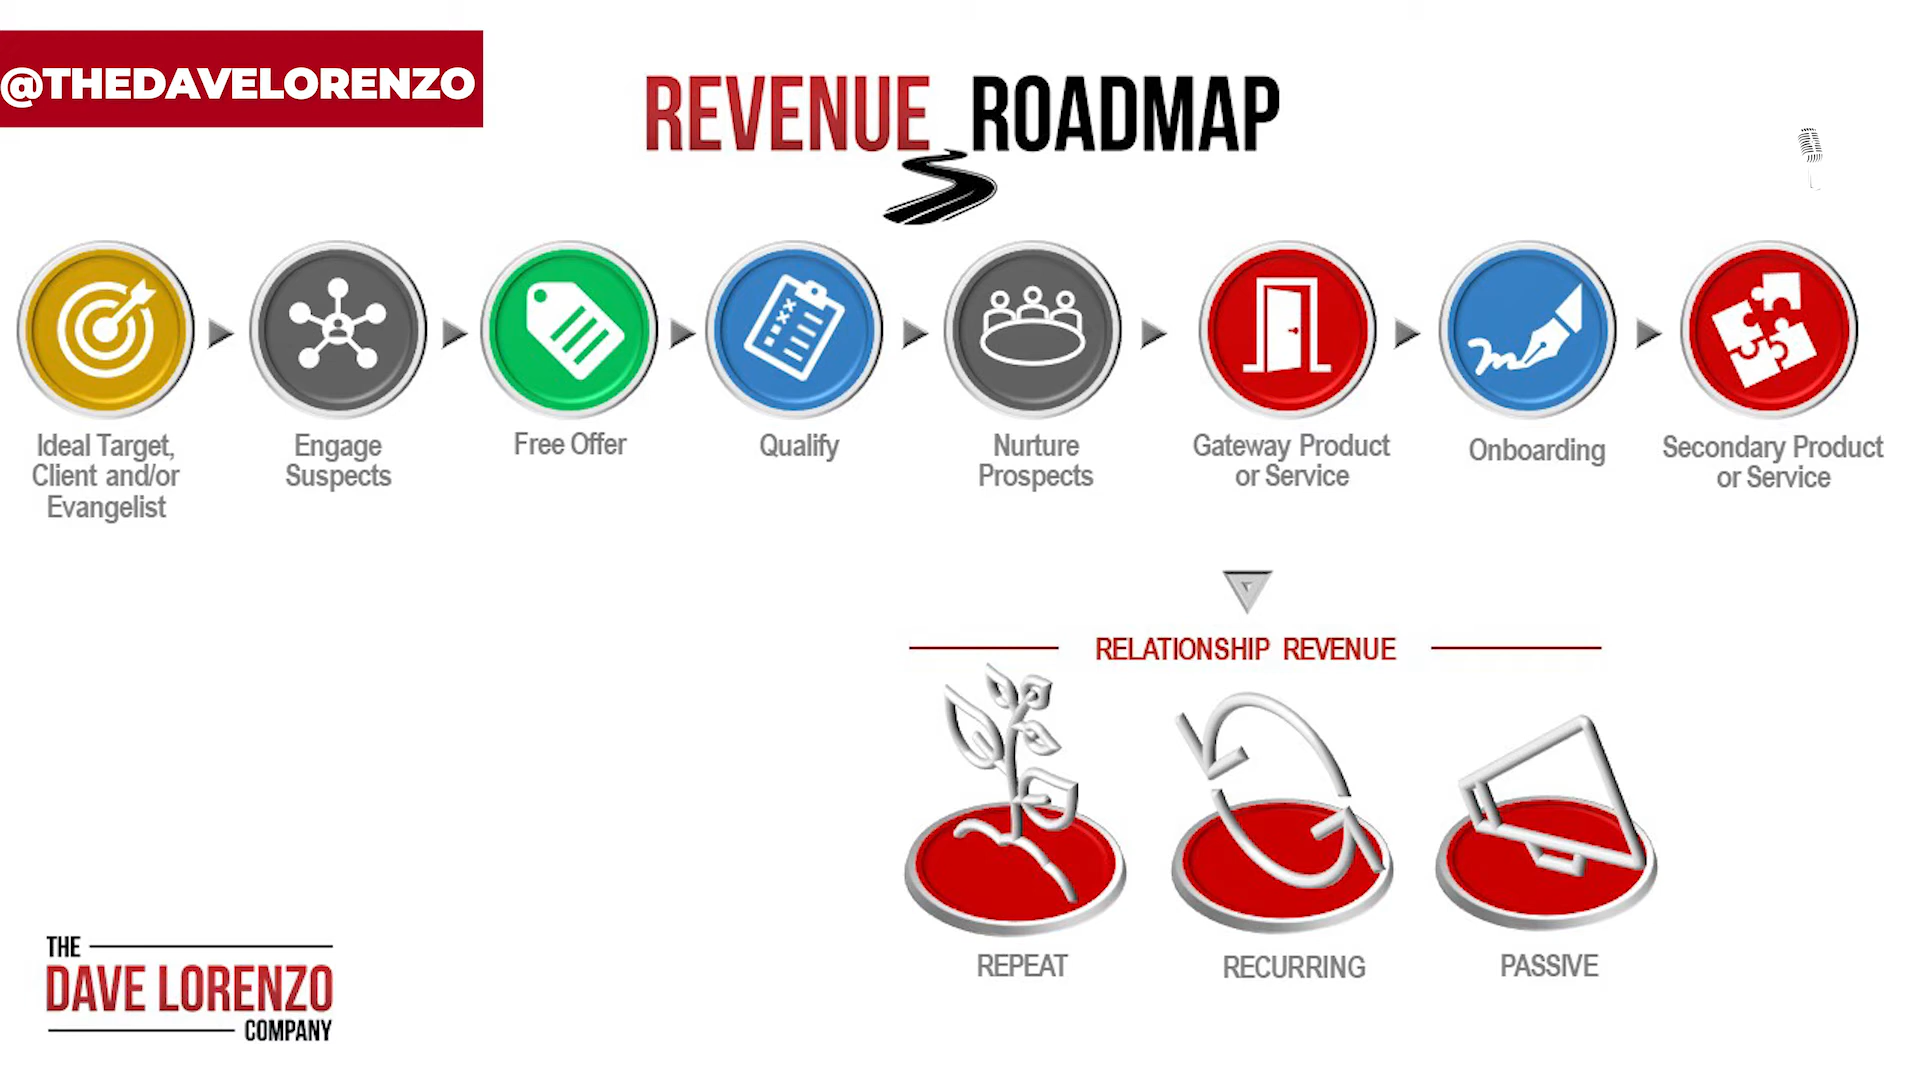 @THEDAVELORENZO
REVENUE ROADMAP
Ideal Target,
Client and/or
Evangelist
Engage
Suspects
Free Offer
Qualify
Nurture
Prospects
Gateway Product
or Service
Onboarding
Secondary Product
or Service
RELATIONSHIP REVENUE
REPEAT
RECURRING
PASSIVE
THE
DAVE LORENZO
COMPANY